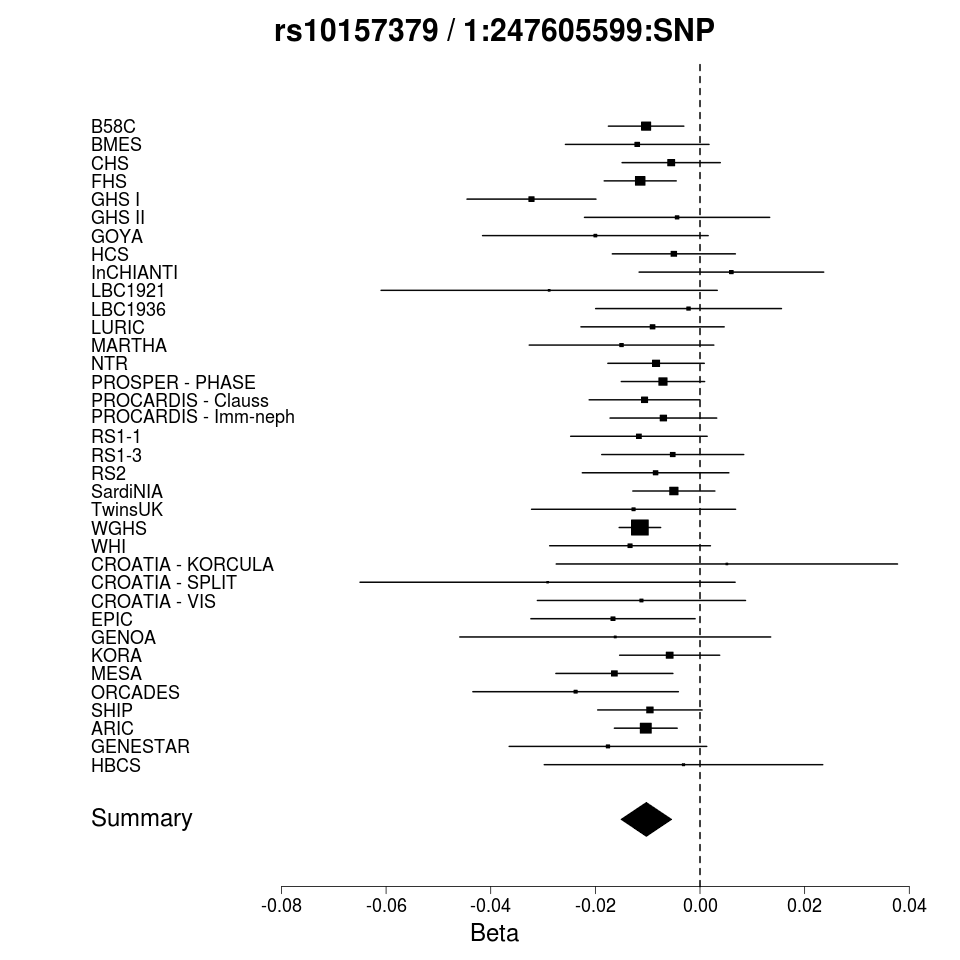 rs10157379 / 1:247605599:SNP
B58C
BMES
CHS
FHS
GHS I
GHS II
GOYA
HCS
InCHIANTI
LBC1921
LBC1936
LURIC
MARTHA
NTR
PROSPER - PHASE
PROCARDIS - Clauss
PROCARDIS - Imm-neph
RS1-1
RS1-3
RS2
SardiNIA
TwinsUK
WGHS
WHI
CROATIA - KORCULA
CROATIA - SPLIT
CROATIA - VIS
EPIC
GENOA
KORA
MESA
ORCADES
SHIP
ARIC
GENESTAR
HBCS
Summary
-0.08 -0.06 -0.04 -0.02 0.00 0.02 0.04
Beta